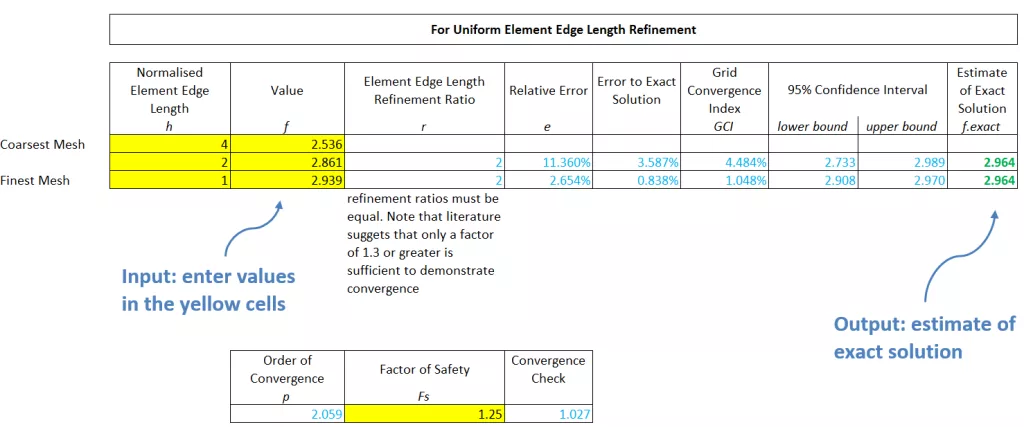 For Uniform Element Edge Length Refinement
Normalised Element Edge Length h
Value f
Element Edge Length Refinement Ratio r
Relative Error e
Error to Exact Solution
Grid Convergence Index GCI
95% Confidence Interval
lower bound upper bound
Estimate of Exact Solution f.exact
Coarsest Mesh 4 2.536
2 2.861 2 11.360% 3.587% 4.484% 2.733 2.989 2.964
Finest Mesh 1 2.939 2 2.654% 0.838% 1.048% 2.908 2.970 2.964
refinement ratios must be
equal. Note that literature
suggets that only a factor
of 1.3 or greater is
sufficient to demonstrate
convergence
Input: enter values
in the yellow cells
Output: estimate of
exact solution
Order of Convergence p
Factor of Safety Fs
Convergence Check
2.059 1.25 1.027